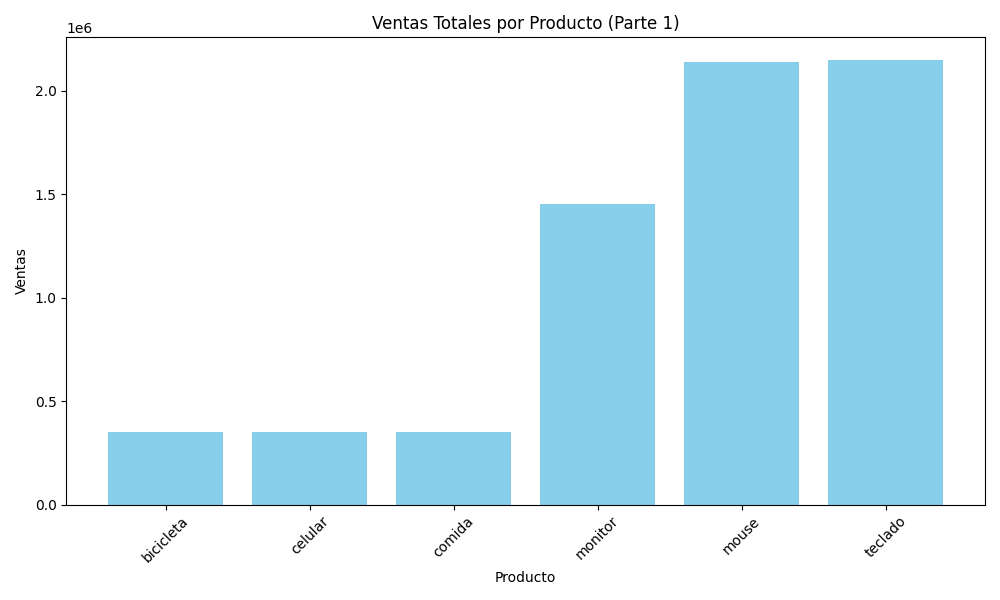 Ventas Totales por Producto (Parte 1)
1e6
2.0
1.5
1.0
0.5
0.0
Ventas
bicicleta
celular
comida
monitor
mouse
teclado
Producto